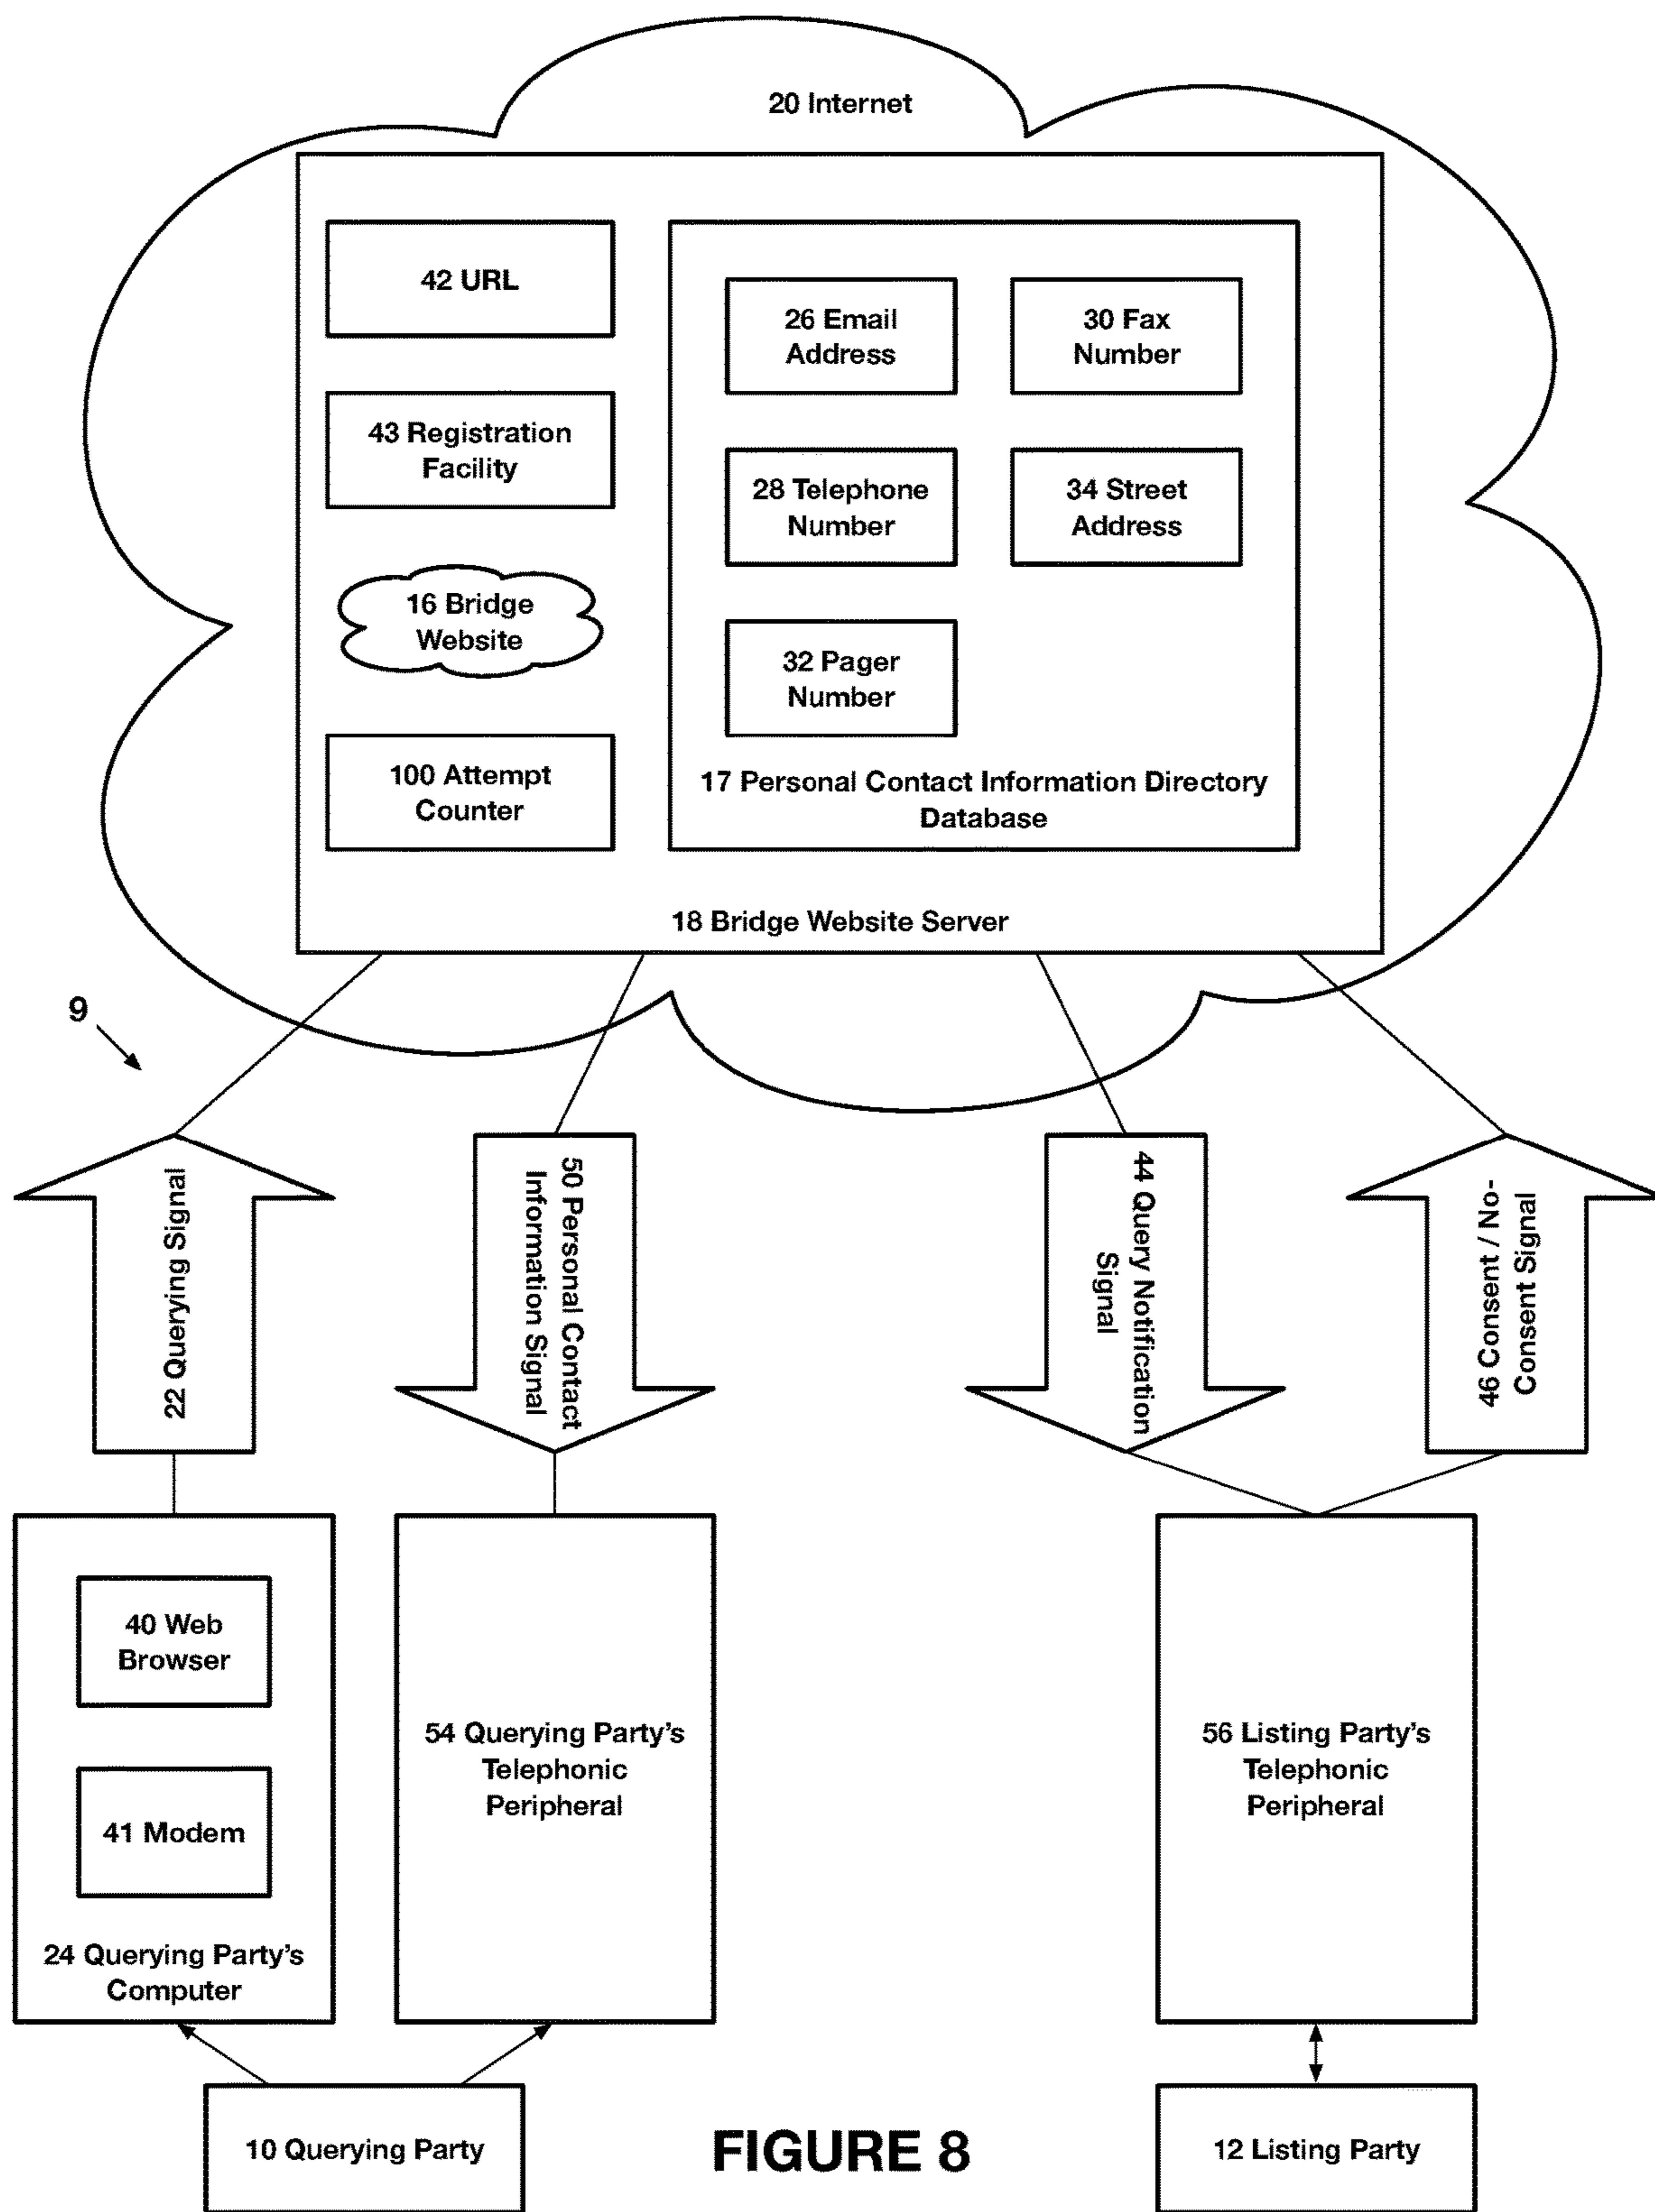 20 Internet
42 URL
43 Registration
Facility
16 Bridge
Website
100 Attempt
Counter
26 Email
Address
30 Fax
Number
28 Telephone
Number
34 Street
Address
32 Pager
Number
17 Personal Contact Information Directory
Database
18 Bridge Website Server
9
22 Querying Signal
50 Personal Contact
Information Signal
44 Query Notification
Signal
46 Consent / No-
Consent Signal
40 Web
Browser
41 Modem
24 Querying Party's
Computer
54 Querying Party's
Telephonic
Peripheral
56 Listing Party's
Telephonic
Peripheral
10 Querying Party
FIGURE 8
12 Listing Party